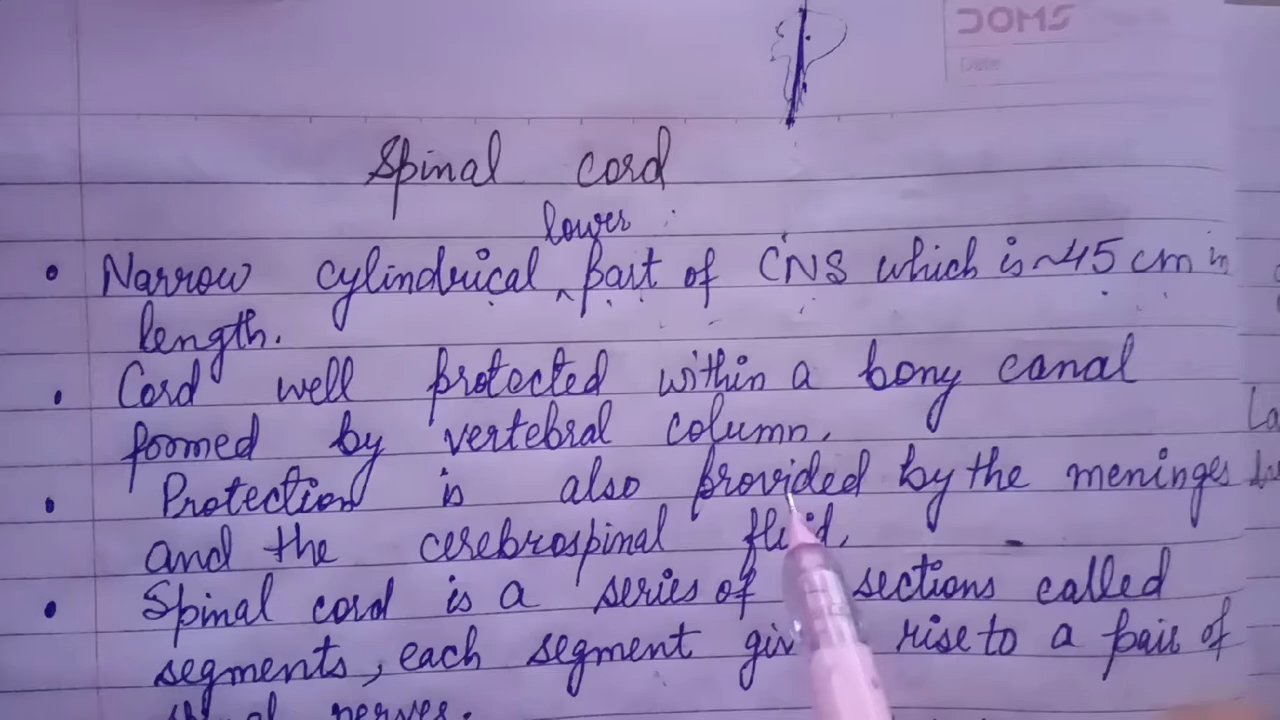 DOMS
Date
Spinal cord
lower
• Narrow cylindrical ^ part of CNS which is ~45 cm in
length.
• Cord well protected within a bony canal
formed by vertebral column.
• Protection is also provided by the meninges
and the cerebrospinal fluid.
• Spinal cord is a series of sections called
segments, each segment giv rise to a pair of
nerves.